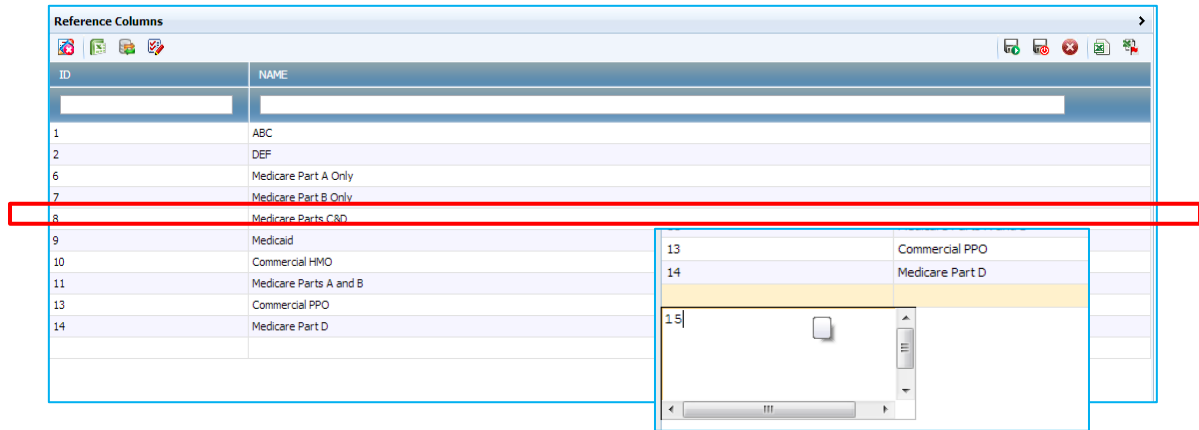 Reference Columns
ID NAME
1 ABC
2 DEF
6 Medicare Part A Only
7 Medicare Part B Only
8 Medicare Parts C&D
9 Medicaid
10 Commercial HMO
11 Medicare Parts A and B
13 Commercial PPO
14 Medicare Part D
13 Commercial PPO
14 Medicare Part D
15